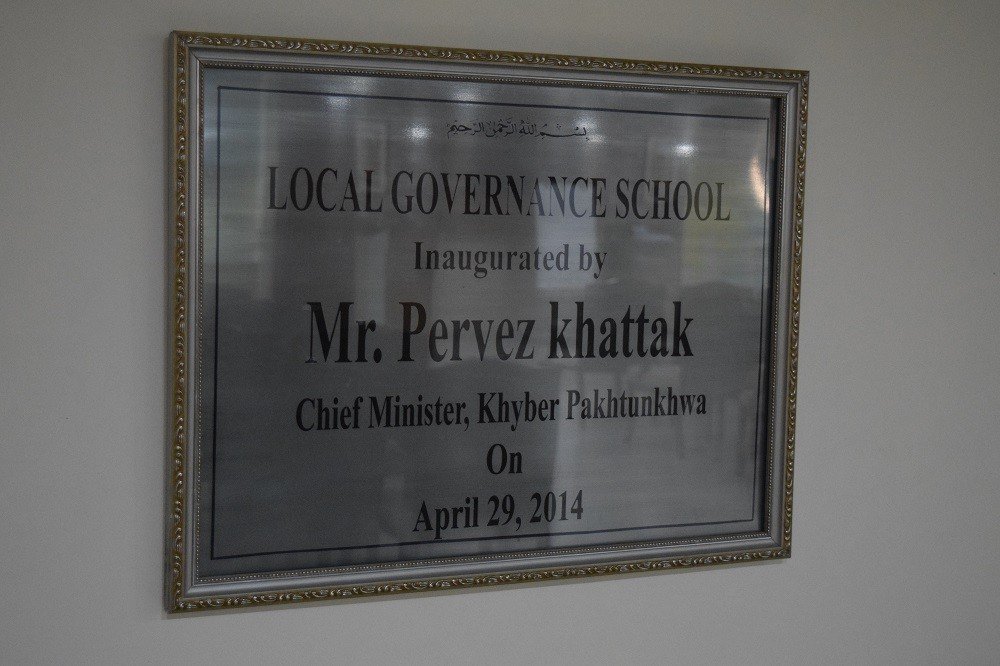 بسم الله الرحمن الرحيم
LOCAL GOVERNANCE SCHOOL
Inaugurated by
Mr. Pervez khattak
Chief Minister, Khyber Pakhtunkhwa
On
April 29, 2014